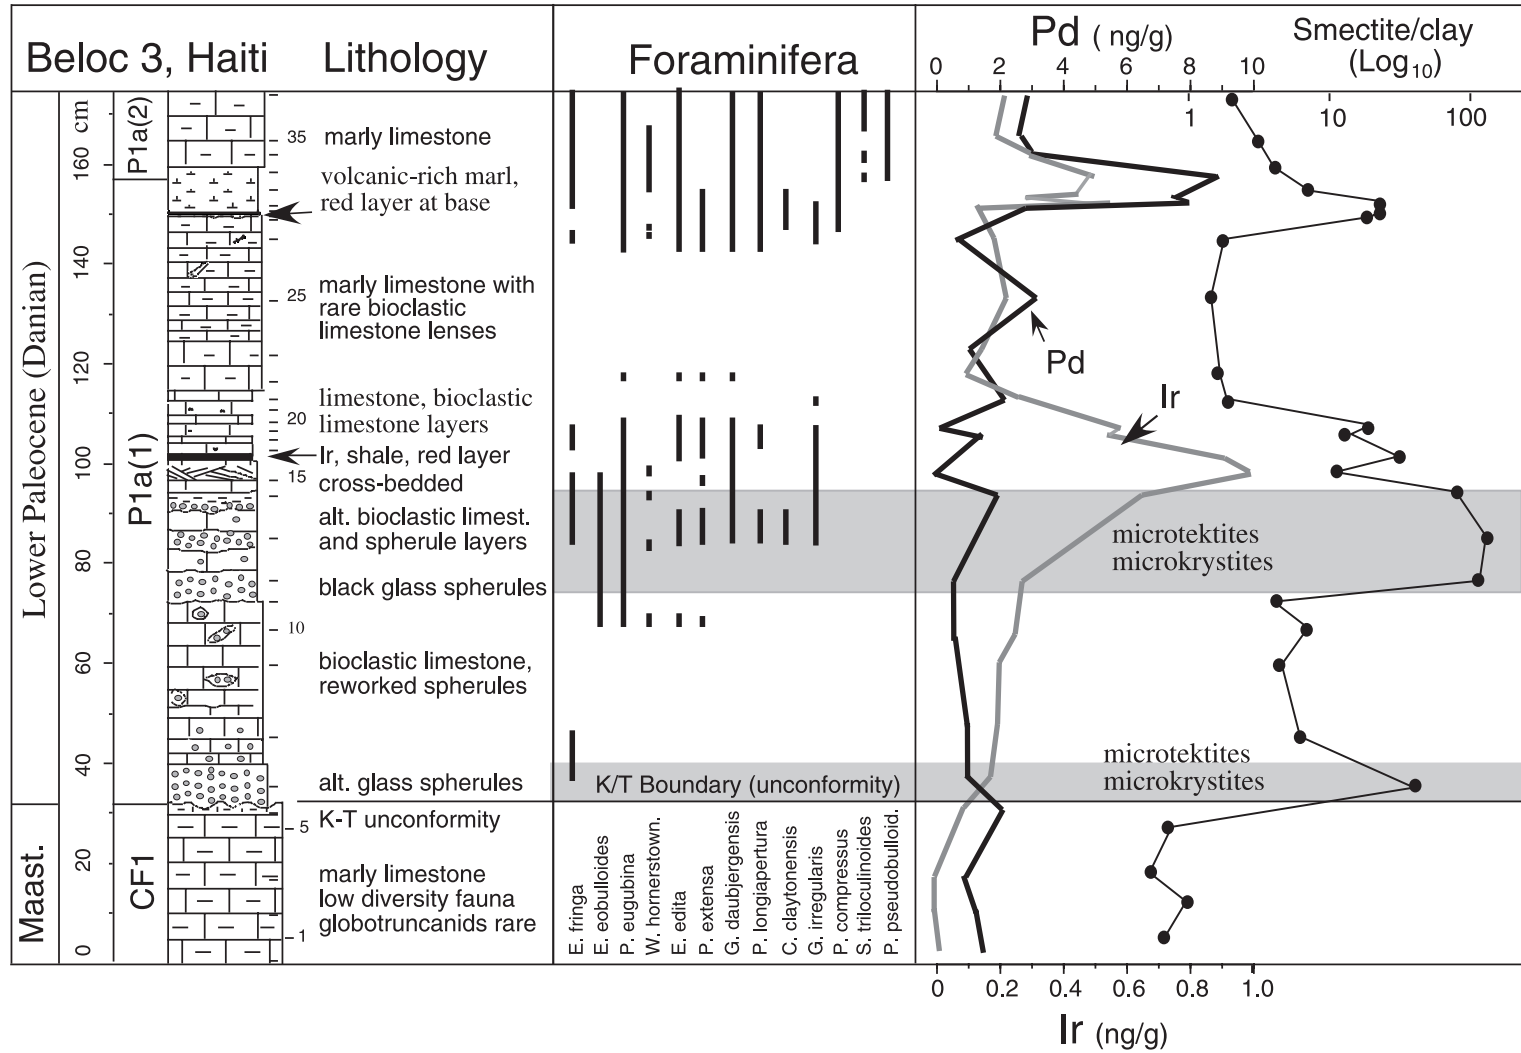 Beloc 3, Haiti
Lithology
Foraminifera
Pd ( ng/g)
Smectite/clay
(Log10)
0 2 4 6 8 10
1 10 100
cm
160
140
120
100
80
60
40
20
0
Lower Paleocene (Danian)
Maast.
P1a(2)
P1a(1)
CF1
35
25
20
15
10
5
1
marly limestone
volcanic-rich marl,
red layer at base
marly limestone with
rare bioclastic
limestone lenses
limestone, bioclastic
limestone layers
Ir, shale, red layer
cross-bedded
alt. bioclastic limest.
and spherule layers
black glass spherules
bioclastic limestone,
reworked spherules
alt. glass spherules
K-T unconformity
marly limestone
low diversity fauna
globotruncanids rare
K/T Boundary (unconformity)
E. fringa
E. eobulloides
P. eugubina
W. hornerstown.
E. edita
P. extensa
G. daubjergensis
P. longiapertura
C. claytonensis
G. irregularis
P. compressus
S. triloculinoides
P. pseudobulloid.
Pd
Ir
microtektites
microkrystites
microtektites
microkrystites
0 0.2 0.4 0.6 0.8 1.0
Ir (ng/g)